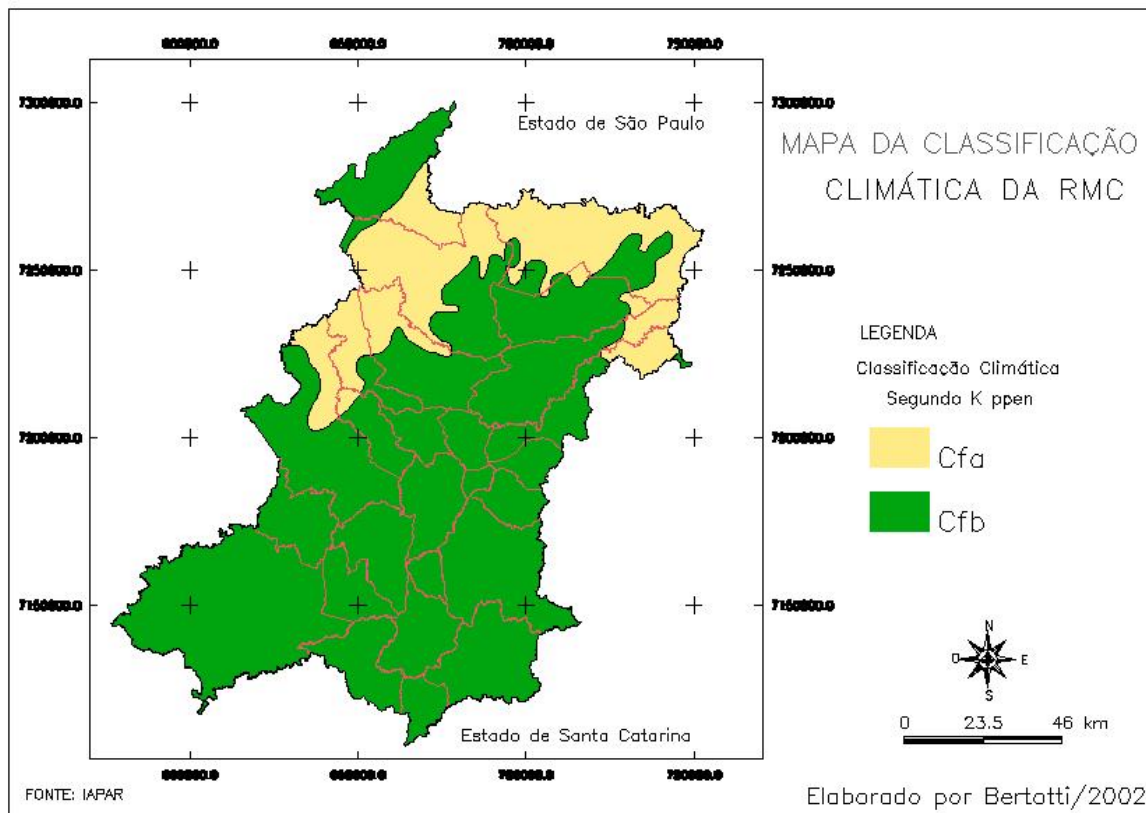 Estado de São Paulo
MAPA DA CLASSIFICAÇÃO
CLIMÁTICA DA RMC
LEGENDA
Classificação Climática
Segundo K ppen
Cfa
Cfb
N
O E
S
0 23.5 46 km
Estado de Santa Catarina
FONTE: IAPAR
Elaborado por Bertotti/2002